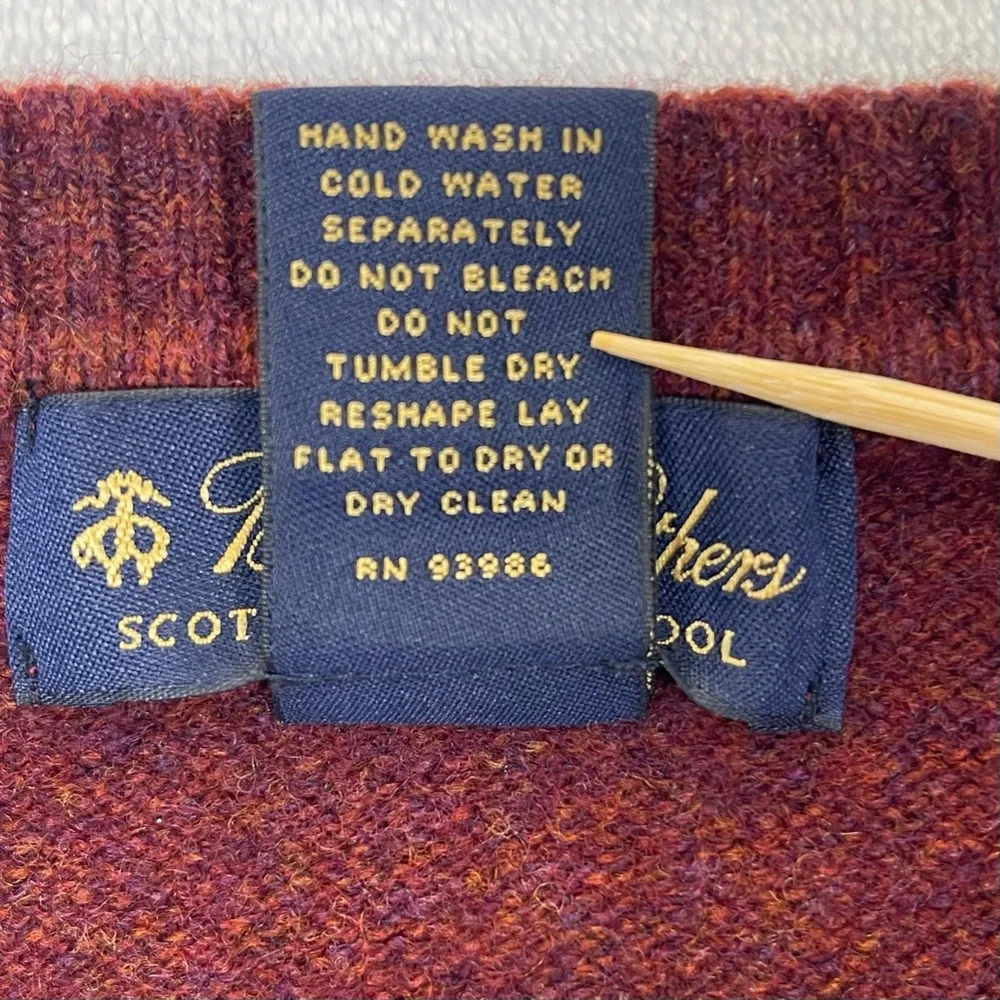 HAND WASH IN
COLD WATER
SEPARATELY
DO NOT BLEACH
DO NOT
TUMBLE DRY
RESHAPE LAY
FLAT TO DRY OR
DRY CLEAN
RN 93986
B thers
SCOT OOL